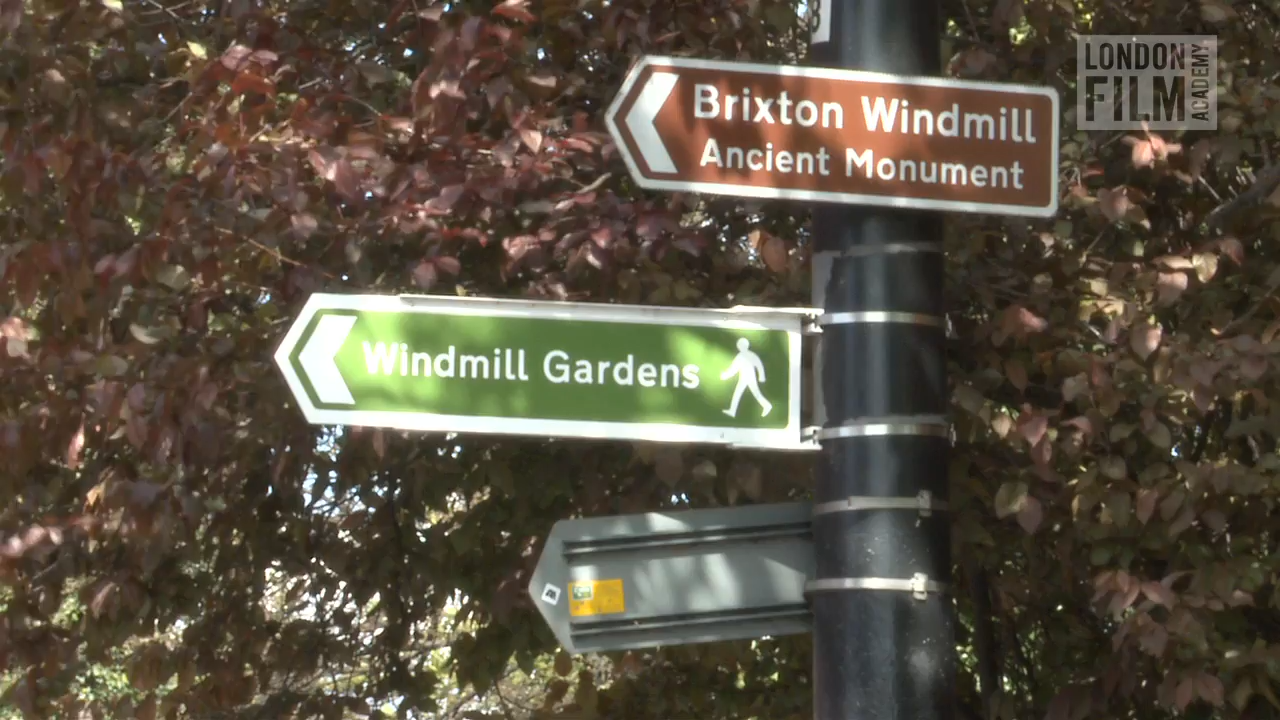 LONDON
FILM
ACADEMY
Brixton Windmill
Ancient Monument
Windmill Gardens